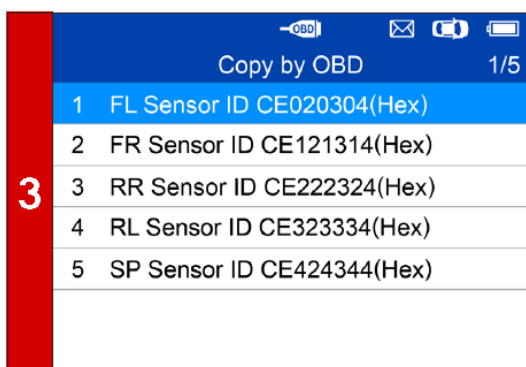 OBD
Copy by OBD 1/5
1 FL Sensor ID CE020304(Hex)
2 FR Sensor ID CE121314(Hex)
3 RR Sensor ID CE222324(Hex)
4 RL Sensor ID CE323334(Hex)
5 SP Sensor ID CE424344(Hex)
3